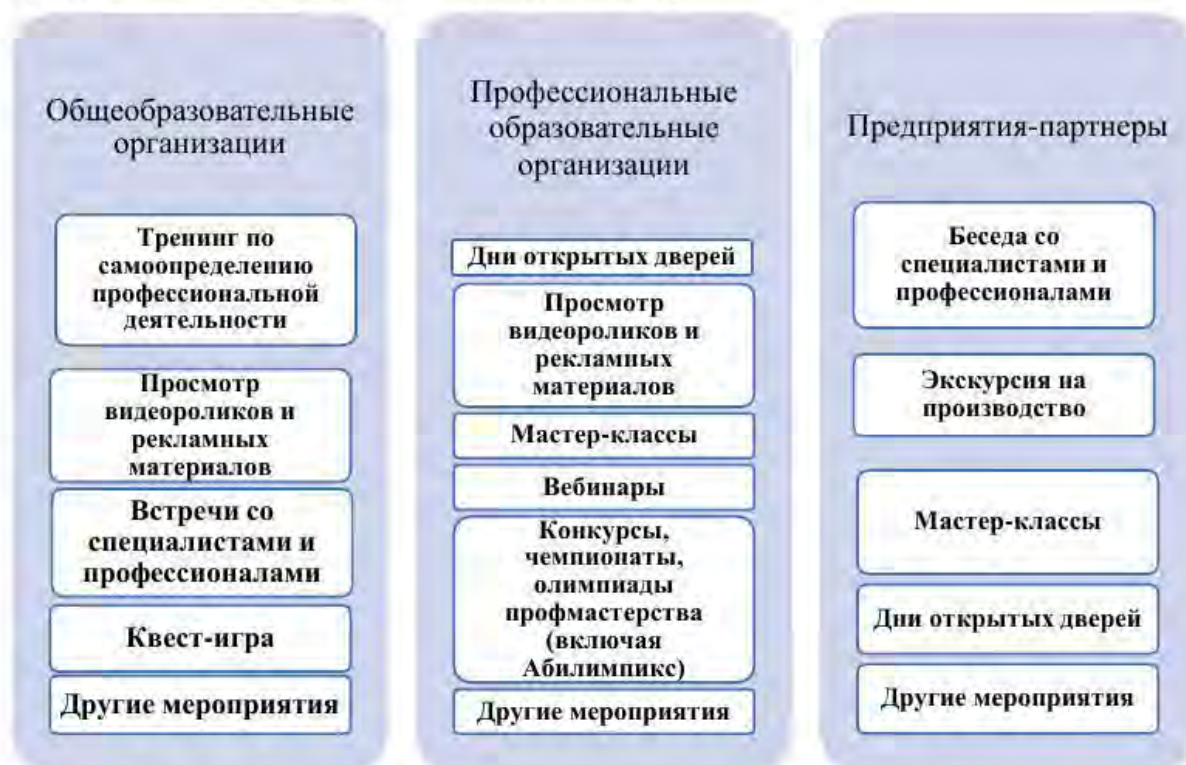 Общеобразовательные
организации
Тренинг по
самоопределению
профессиональной
деятельности
Просмотр
видеороликов и
рекламных
материалов
Встречи со
специалистами и
профессионалами
Квест-игра
Другие мероприятия
Профессиональные
образовательные
организации
Дни открытых дверей
Просмотр
видеороликов и
рекламных
материалов
Мастер-классы
Вебинары
Конкурсы,
чемпионаты,
олимпиады
профмастерства
(включая
Абилимпикс)
Другие мероприятия
Предприятия-партнеры
Беседа со
специалистами и
профессионалами
Экскурсия на
производство
Мастер-классы
Дни открытых дверей
Другие мероприятия